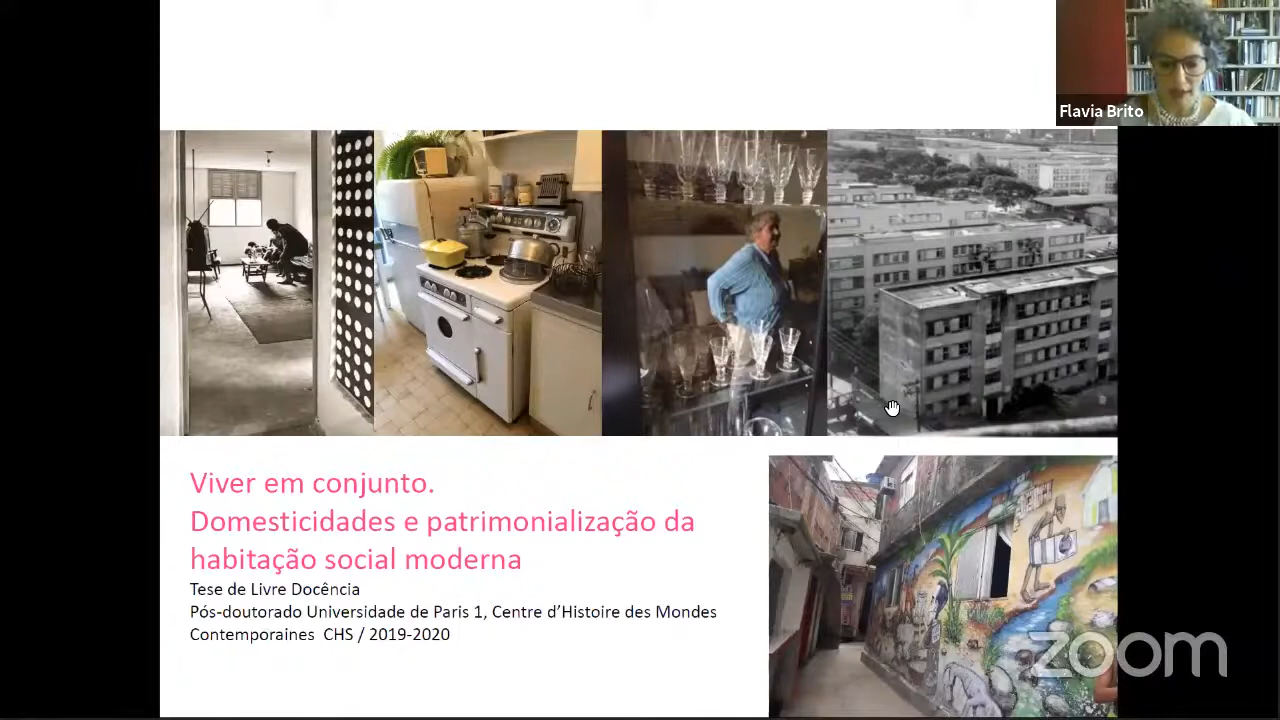 Flavia Brito
Viver em conjunto.
Domesticidades e patrimonialização da
habitação social moderna
Tese de Livre Docência
Pós-doutorado Universidade de Paris 1, Centre d’Histoire des Mondes
Contemporaines CHS / 2019-2020
zoom